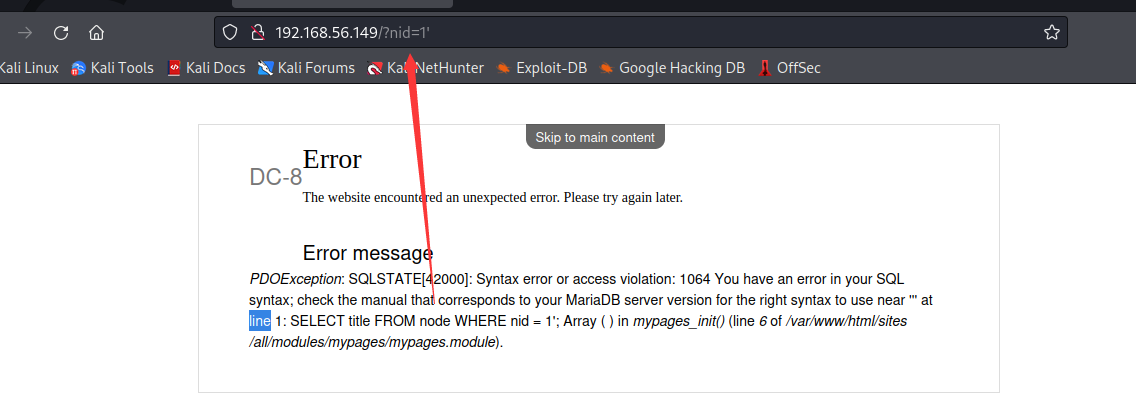 192.168.56.149/?nid=1'
Kali Linux Kali Tools Kali Docs Kali Forums Kali NetHunter Exploit-DB Google Hacking DB OffSec
Skip to main content
Error
DC-8
The website encountered an unexpected error. Please try again later.
Error message
PDOException: SQLSTATE[42000]: Syntax error or access violation: 1064 You have an error in your SQL
syntax; check the manual that corresponds to your MariaDB server version for the right syntax to use near ''' at
line 1: SELECT title FROM node WHERE nid = 1'; Array ( ) in mypages_init() (line 6 of /var/www/html/sites
/all/modules/mypages/mypages.module).